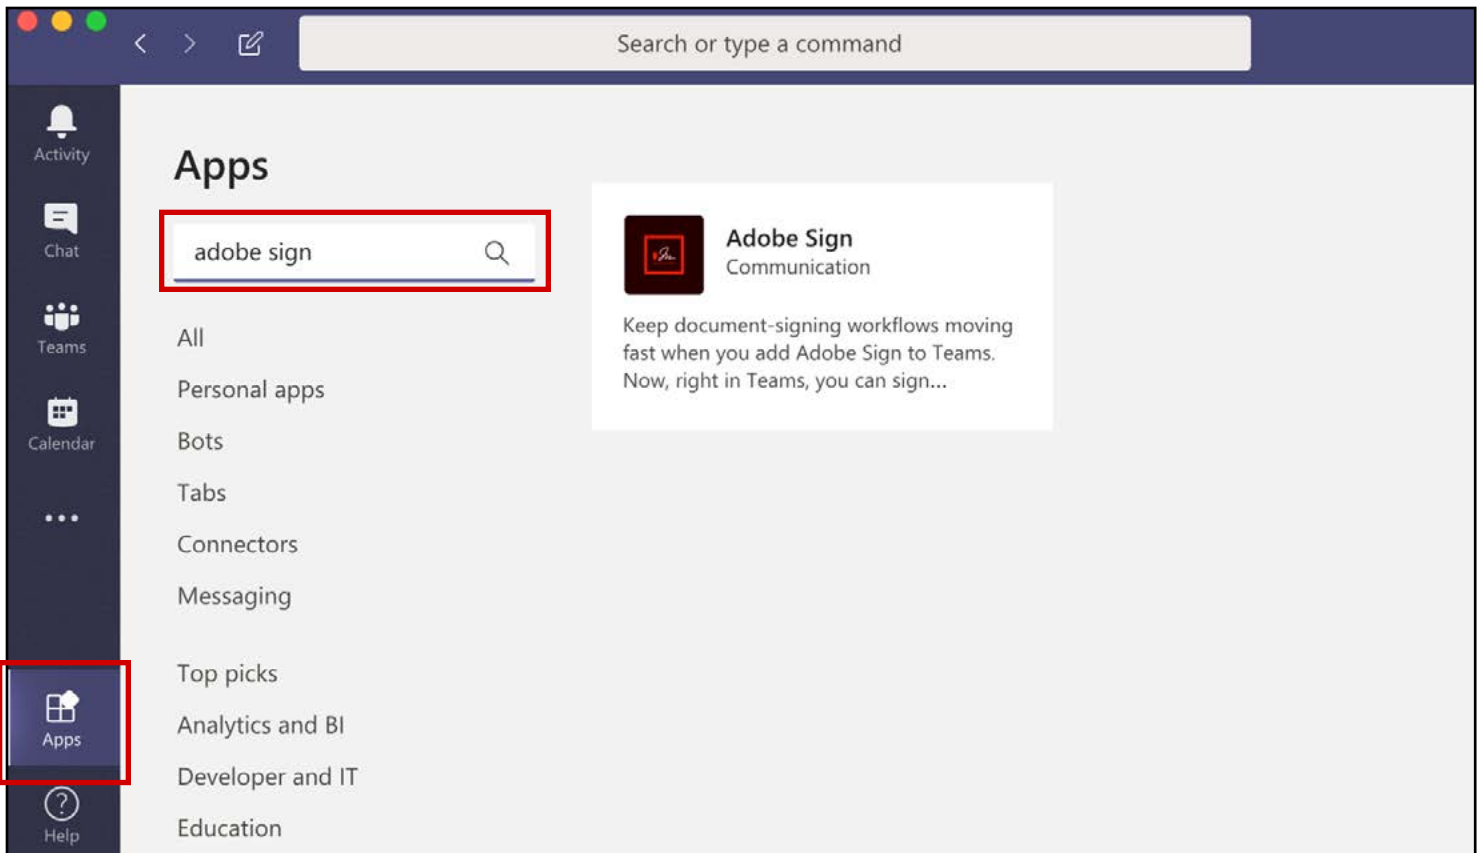 Search or type a command
Activity
Chat
Teams
Calendar
Apps
Help
Apps
adobe sign
All
Personal apps
Bots
Tabs
Connectors
Messaging
Top picks
Analytics and BI
Developer and IT
Education
Adobe Sign
Communication
Keep document-signing workflows moving
fast when you add Adobe Sign to Teams.
Now, right in Teams, you can sign...